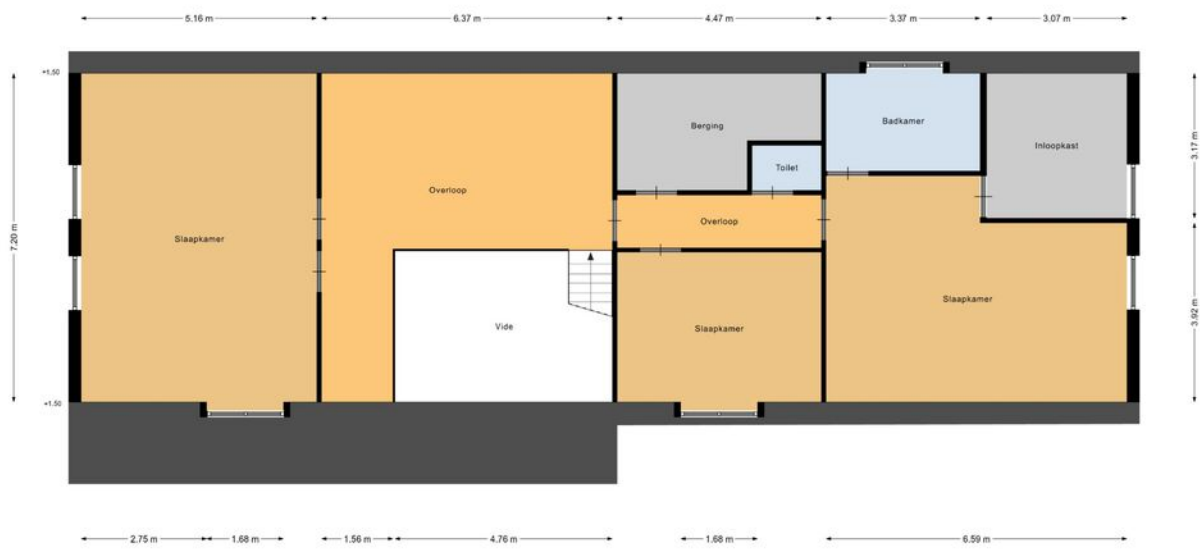 5.16 m
6.37 m
4.47 m
3.37 m
3.07 m
+1.50
Berging
Badkamer
Inloopkast
3.17 m
Toilet
Overloop
Overloop
Slaapkamer
7.20 m
Slaapkamer
Vide
Slaapkamer
3.92 m
+1.50
2.75 m
1.68 m
1.56 m
4.76 m
1.68 m
6.59 m